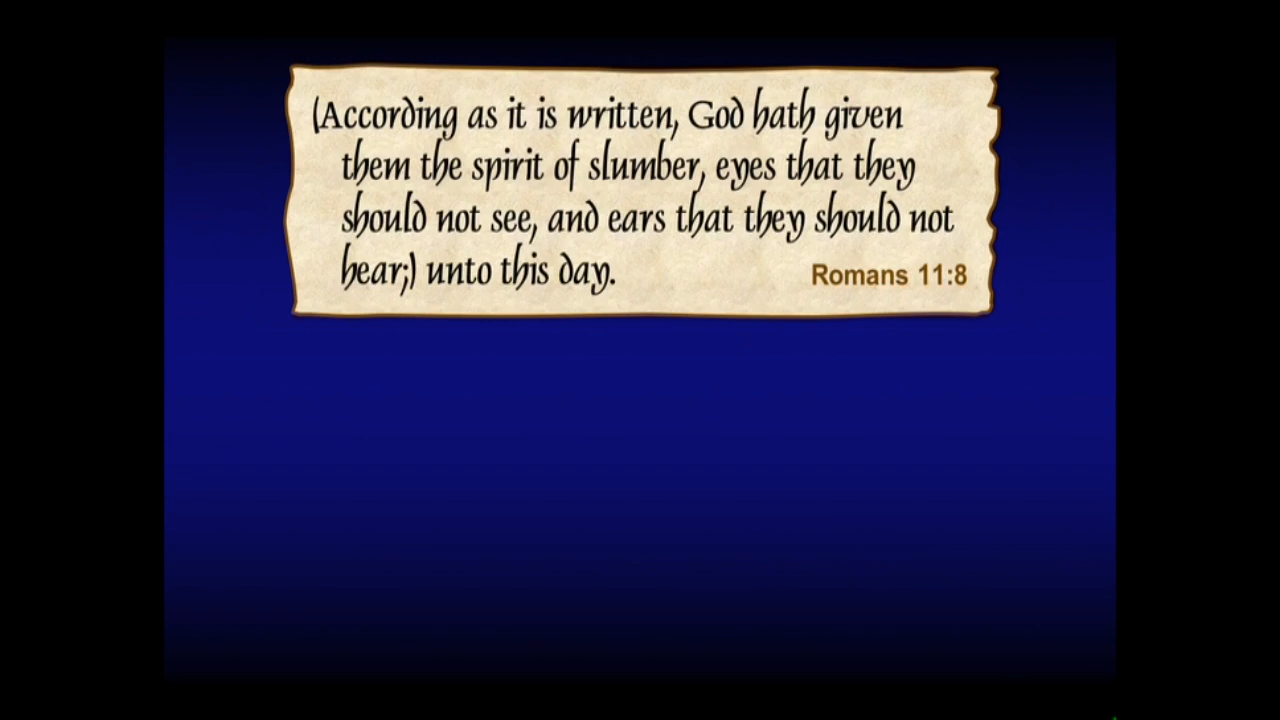 (According as it is written, God hath given
them the spirit of slumber, eyes that they
should not see, and ears that they should not
hear;) unto this day.
Romans 11:8